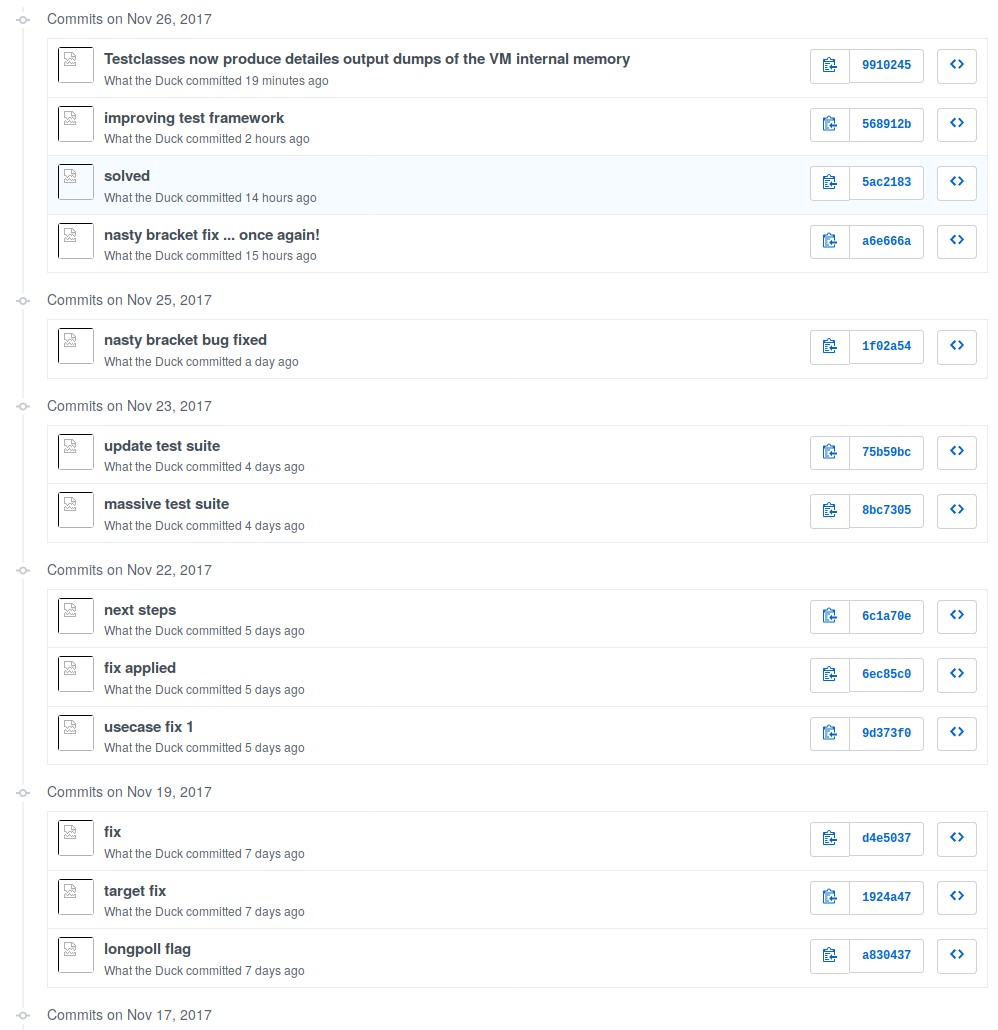 Commits on Nov 26, 2017
Testclasses now produce detailes output dumps of the VM internal memory
What the Duck committed 19 minutes ago
9910245
improving test framework
What the Duck committed 2 hours ago
568912b
solved
What the Duck committed 14 hours ago
5ac2183
nasty bracket fix ... once again!
What the Duck committed 15 hours ago
a6e666a
Commits on Nov 25, 2017
nasty bracket bug fixed
What the Duck committed a day ago
1f02a54
Commits on Nov 23, 2017
update test suite
What the Duck committed 4 days ago
75b59bc
massive test suite
What the Duck committed 4 days ago
8bc7305
Commits on Nov 22, 2017
next steps
What the Duck committed 5 days ago
6c1a70e
fix applied
What the Duck committed 5 days ago
6ec85c0
usecase fix 1
What the Duck committed 5 days ago
9d373f0
Commits on Nov 19, 2017
fix
What the Duck committed 7 days ago
d4e5037
target fix
What the Duck committed 7 days ago
1924a47
longpoll flag
What the Duck committed 7 days ago
a830437
Commits on Nov 17, 2017